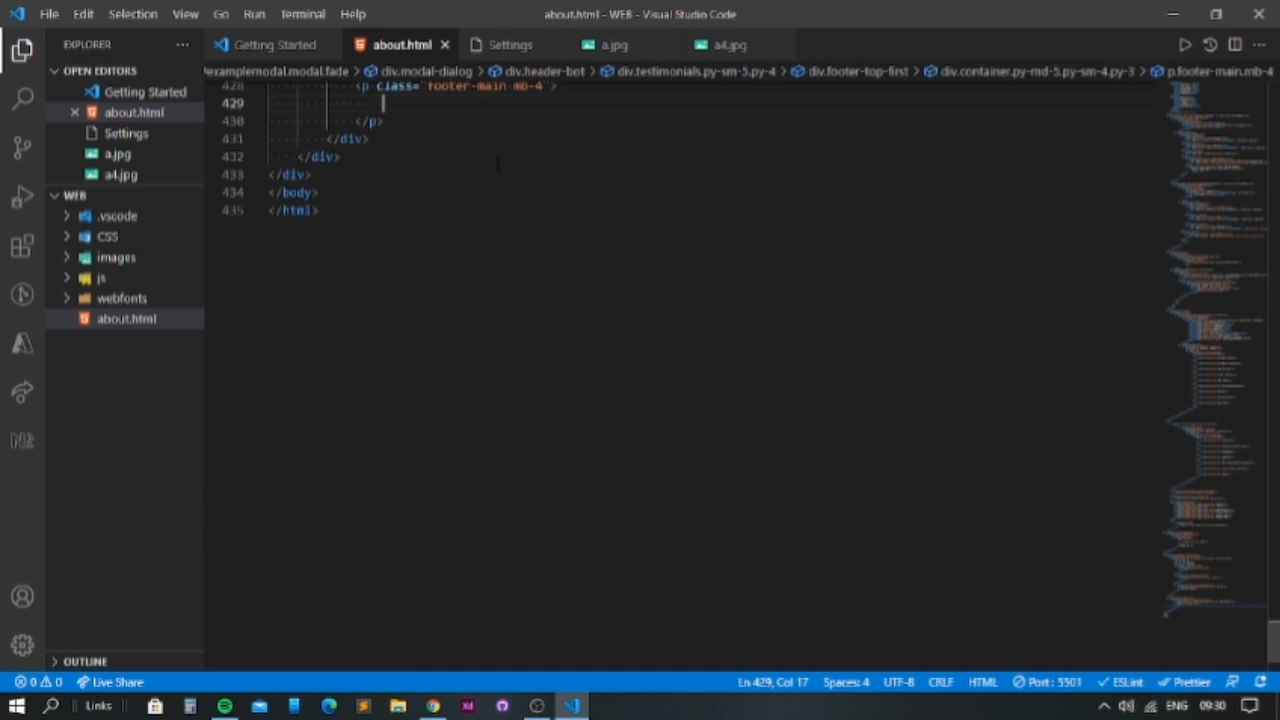 File Edit Selection View Go Run Terminal Help
about.html - WEB - Visual Studio Code
EXPLORER
Getting Started
about.html
Settings
a.jpg
a4.jpg
OPEN EDITORS
Getting Started
about.html
Settings
a.jpg
a4.jpg
WEB
.vscode
CSS
images
js
webfonts
about.html
OUTLINE
/examplemodal.modal.fade > div.modal-dialog > div.header-bot > div.testimonials.py-sm-5.py-4 > div.footer-top-first > div.container.py-md-5.py-sm-4.py-3 > p.footer-main.mb-4
428 <p class="footer-main mb-4">
429
430 </p>
431 </div>
432 </div>
433 </div>
434 </body>
435 </html>
0 0 Live Share
Ln 429, Col 17 Spaces: 4 UTF-8 CRLF HTML Port : 5501 ESLint Prettier
Links
ENG 09:30